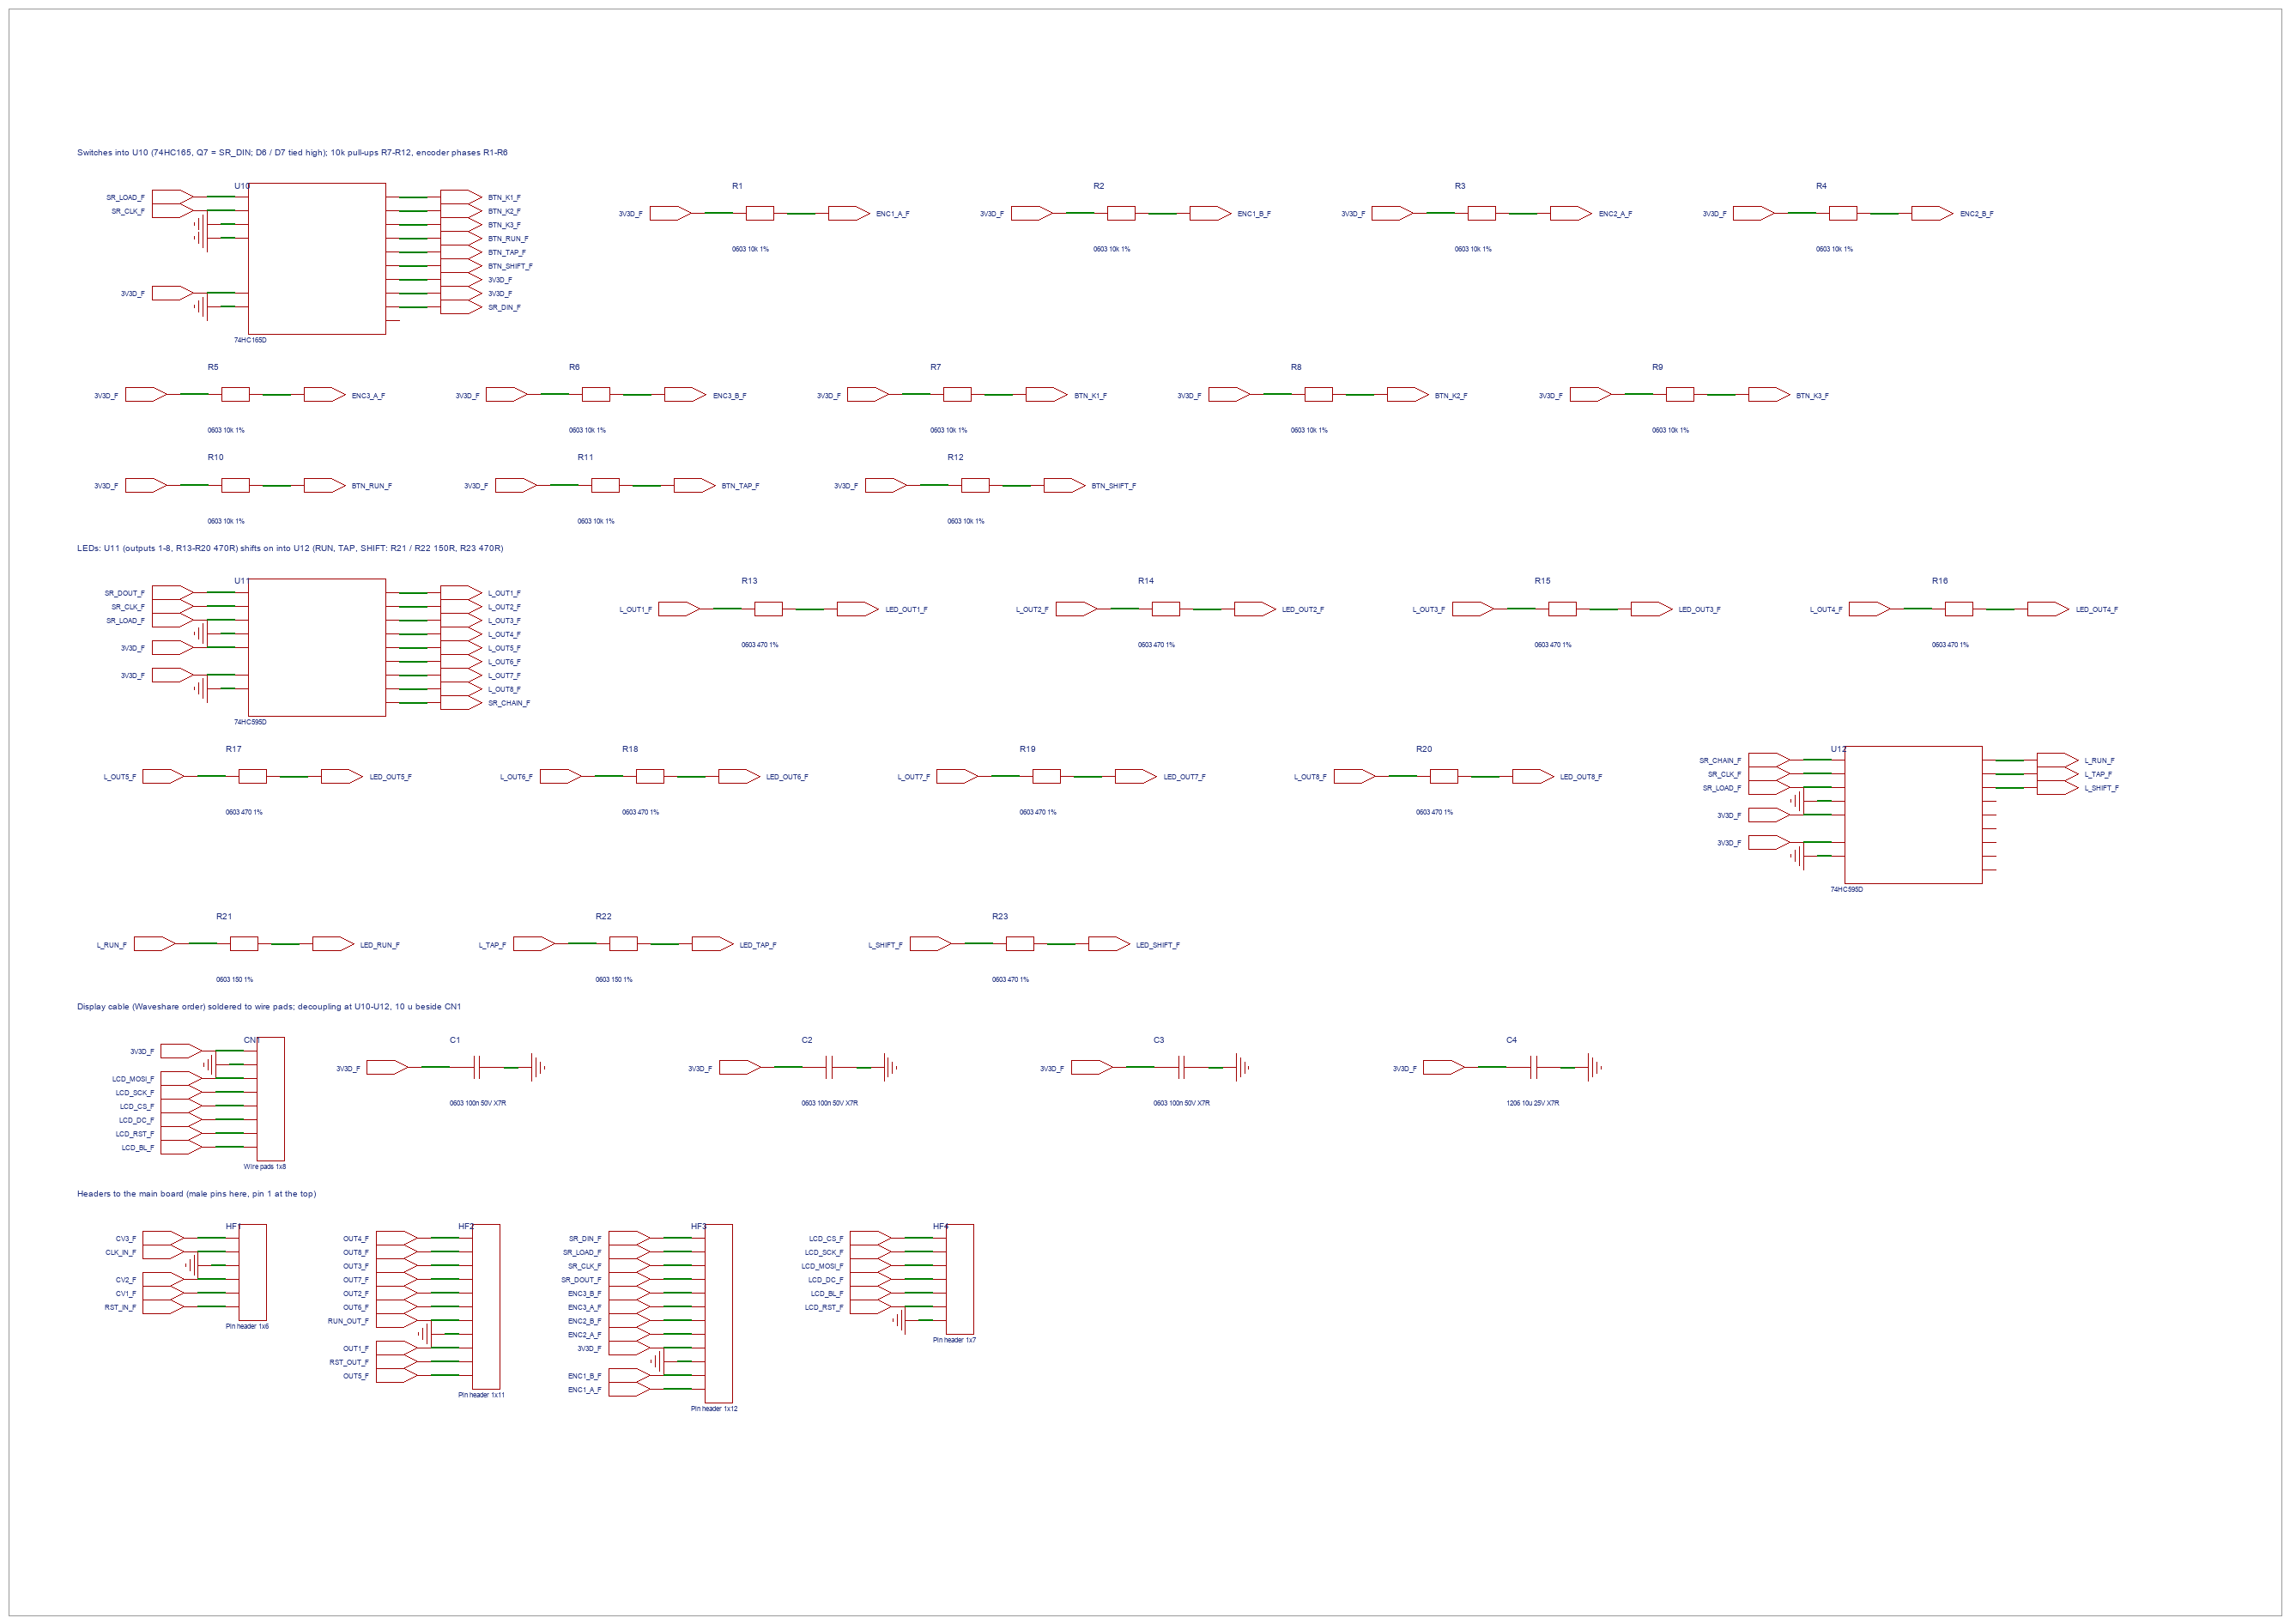 Switches into U10 (74HC165, Q7 = SR_DIN; D6 / D7 tied high); 10k pull-ups R7-R12, encoder phases R1-R6
U10
SR_LOAD_F
SR_CLK_F
3V3D_F
BTN_K1_F
BTN_K2_F
BTN_K3_F
BTN_RUN_F
BTN_TAP_F
BTN_SHIFT_F
3V3D_F
3V3D_F
SR_DIN_F
74HC165D
R1
3V3D_F
ENC1_A_F
0603 10k 1%
R2
3V3D_F
ENC1_B_F
0603 10k 1%
R3
3V3D_F
ENC2_A_F
0603 10k 1%
R4
3V3D_F
ENC2_B_F
0603 10k 1%
R5
3V3D_F
ENC3_A_F
0603 10k 1%
R6
3V3D_F
ENC3_B_F
0603 10k 1%
R7
3V3D_F
BTN_K1_F
0603 10k 1%
R8
3V3D_F
BTN_K2_F
0603 10k 1%
R9
3V3D_F
BTN_K3_F
0603 10k 1%
R10
3V3D_F
BTN_RUN_F
0603 10k 1%
R11
3V3D_F
BTN_TAP_F
0603 10k 1%
R12
3V3D_F
BTN_SHIFT_F
0603 10k 1%
LEDs: U11 (outputs 1-8, R13-R20 470R) shifts on into U12 (RUN, TAP, SHIFT: R21 / R22 150R, R23 470R)
U11
SR_DOUT_F
SR_CLK_F
SR_LOAD_F
3V3D_F
3V3D_F
L_OUT1_F
L_OUT2_F
L_OUT3_F
L_OUT4_F
L_OUT5_F
L_OUT6_F
L_OUT7_F
L_OUT8_F
SR_CHAIN_F
74HC595D
R13
L_OUT1_F
LED_OUT1_F
0603 470 1%
R14
L_OUT2_F
LED_OUT2_F
0603 470 1%
R15
L_OUT3_F
LED_OUT3_F
0603 470 1%
R16
L_OUT4_F
LED_OUT4_F
0603 470 1%
R17
L_OUT5_F
LED_OUT5_F
0603 470 1%
R18
L_OUT6_F
LED_OUT6_F
0603 470 1%
R19
L_OUT7_F
LED_OUT7_F
0603 470 1%
R20
L_OUT8_F
LED_OUT8_F
0603 470 1%
U12
SR_CHAIN_F
SR_CLK_F
SR_LOAD_F
3V3D_F
3V3D_F
L_RUN_F
L_TAP_F
L_SHIFT_F
74HC595D
R21
L_RUN_F
LED_RUN_F
0603 150 1%
R22
L_TAP_F
LED_TAP_F
0603 150 1%
R23
L_SHIFT_F
LED_SHIFT_F
0603 470 1%
Display cable (Waveshare order) soldered to wire pads; decoupling at U10-U12, 10 u beside CN1
CN1
3V3D_F
LCD_MOSI_F
LCD_SCK_F
LCD_CS_F
LCD_DC_F
LCD_RST_F
LCD_BL_F
Wire pads 1x8
C1
3V3D_F
0603 100n 50V X7R
C2
3V3D_F
0603 100n 50V X7R
C3
3V3D_F
0603 100n 50V X7R
C4
3V3D_F
1206 10u 25V X7R
Headers to the main board (male pins here, pin 1 at the top)
HF1
CV3_F
CLK_IN_F
CV2_F
CV1_F
RST_IN_F
Pin header 1x6
HF2
OUT4_F
OUT8_F
OUT3_F
OUT7_F
OUT2_F
OUT6_F
RUN_OUT_F
OUT1_F
RST_OUT_F
OUT5_F
Pin header 1x11
HF3
SR_DIN_F
SR_LOAD_F
SR_CLK_F
SR_DOUT_F
ENC3_B_F
ENC3_A_F
ENC2_B_F
ENC2_A_F
3V3D_F
ENC1_B_F
ENC1_A_F
Pin header 1x12
HF4
LCD_CS_F
LCD_SCK_F
LCD_MOSI_F
LCD_DC_F
LCD_BL_F
LCD_RST_F
Pin header 1x7